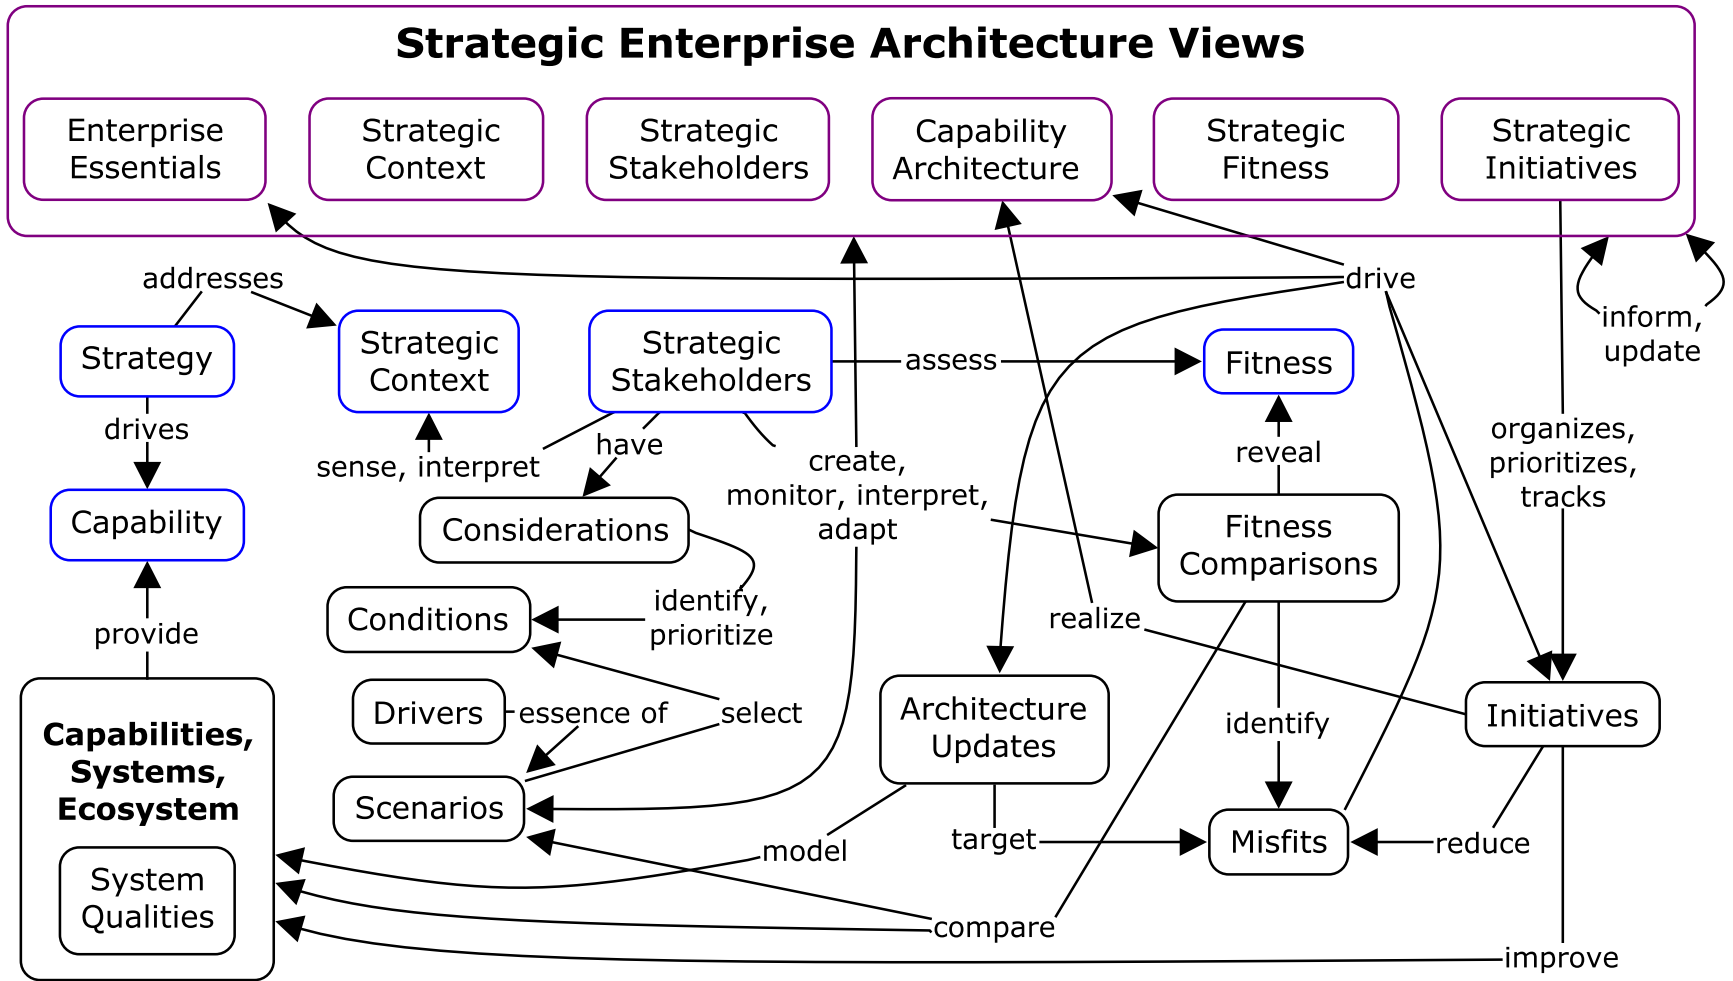 Strategic Enterprise Architecture Views
Enterprise
Essentials
Strategic
Context
Strategic
Stakeholders
Capability
Architecture
Strategic
Fitness
Strategic
Initiatives
addresses
drive
inform,
update
Strategy
Strategic
Context
Strategic
Stakeholders
assess
Fitness
drives
sense, interpret
have
create,
monitor, interpret,
adapt
reveal
organizes,
prioritizes,
tracks
Capability
Considerations
Fitness
Comparisons
provide
Conditions
identify,
prioritize
realize
Drivers
essence of
select
Architecture
Updates
identify
Initiatives
Capabilities,
Systems,
Ecosystem
Scenarios
model
target
Misfits
reduce
System
Qualities
compare
improve